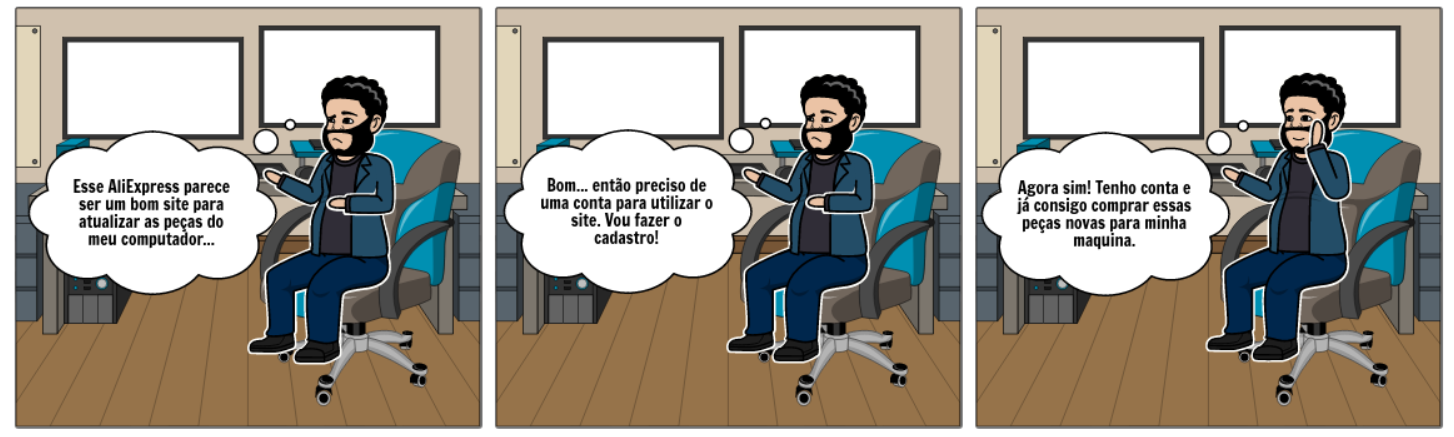 Esse AliExpress parece
ser um bom site para
atualizar as peças do
meu computador...
Bom... então preciso de
uma conta para utilizar o
site. Vou fazer o
cadastro!
Agora sim! Tenho conta e
já consigo comprar essas
peças novas para minha
maquina.